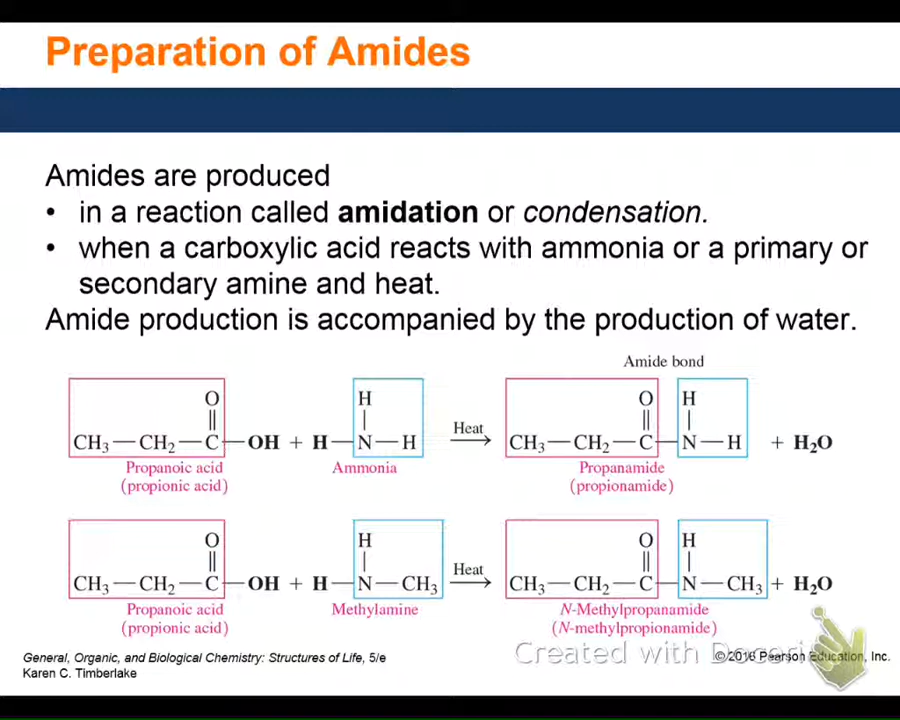 Preparation of Amides
Amides are produced
• in a reaction called amidation or condensation.
• when a carboxylic acid reacts with ammonia or a primary or
secondary amine and heat.
Amide production is accompanied by the production of water.
Amide bond
O H O H
CH₃—CH₂—C—OH + H—N—H Heat CH₃—CH₂—C—N—H + H₂O
Propanoic acid Ammonia Propanamide
(propionic acid) (propionamide)
O H O H
CH₃—CH₂—C—OH + H—N—CH₃ Heat CH₃—CH₂—C—N—CH₃ + H₂O
Propanoic acid Methylamine N-Methylpropanamide
(propionic acid) (N-methylpropionamide)
General, Organic, and Biological Chemistry: Structures of Life, 5/e
Karen C. Timberlake
Created with
© 2016 Pearson Education, Inc.